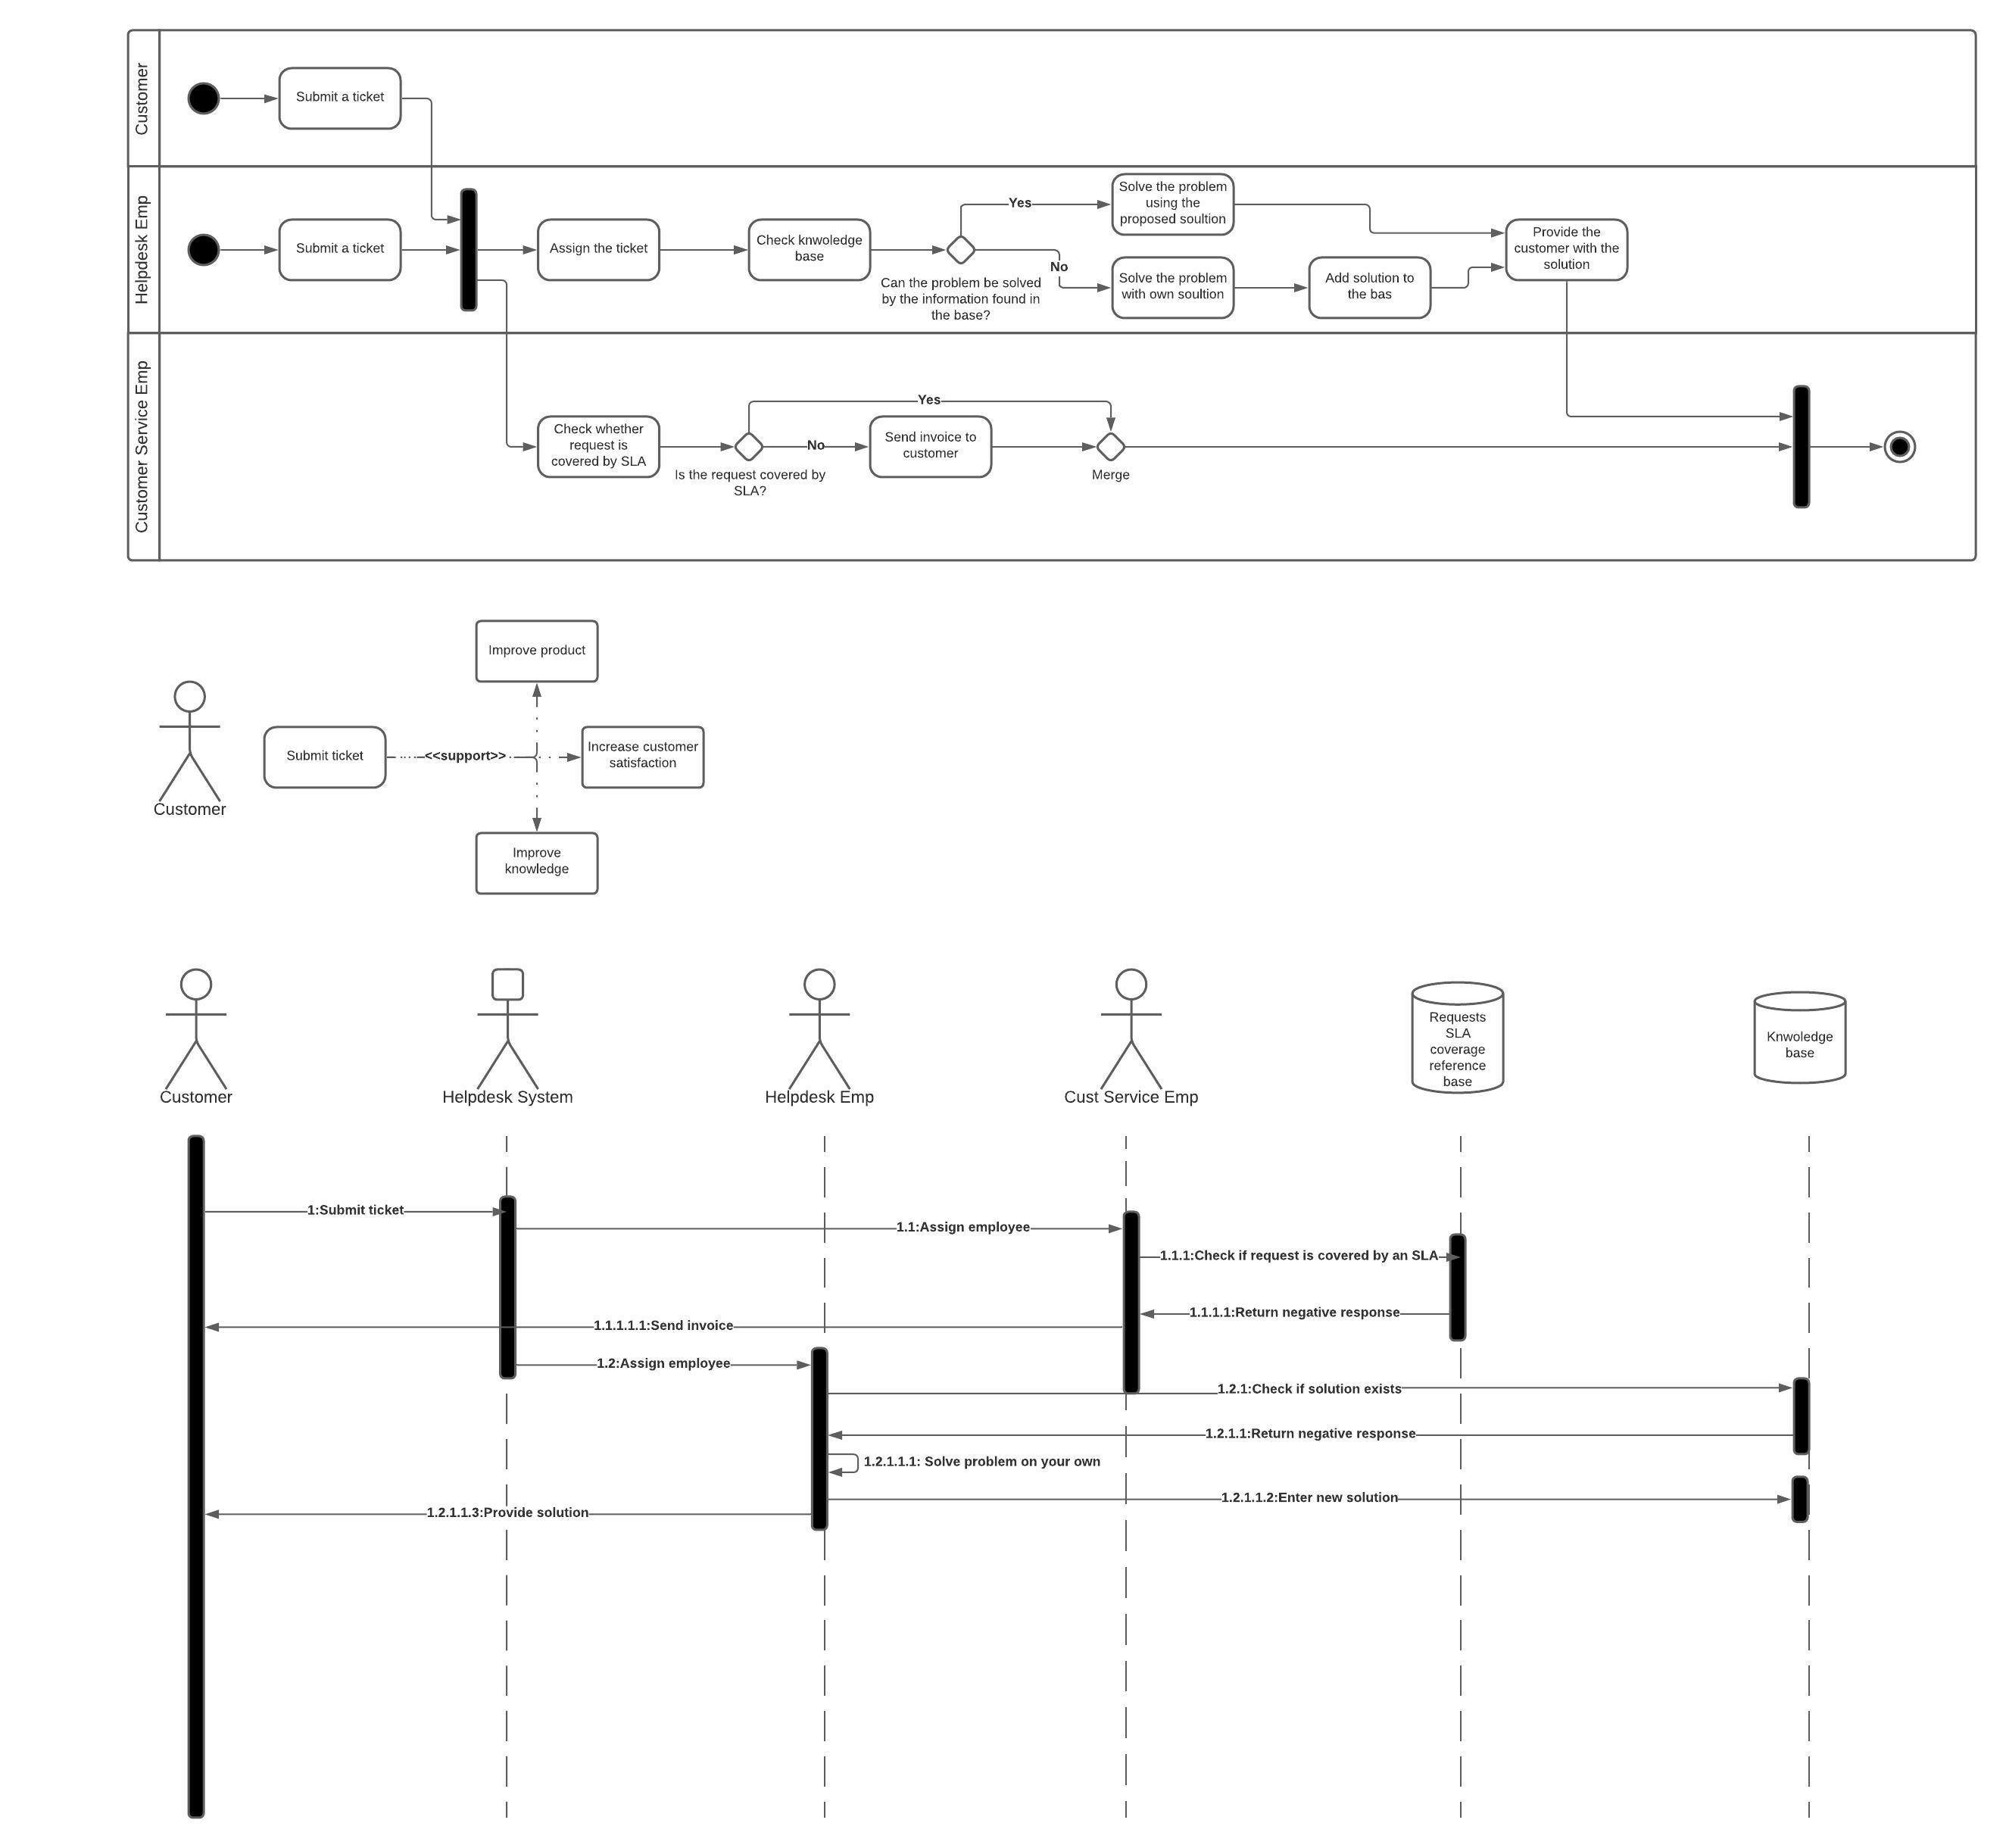 Customer
Submit a ticket
Helpdesk Emp
Submit a ticket
Assign the ticket
Check knwoledge
base
Can the problem be solved
by the information found in
the base?
Yes
No
Solve the problem
using the
proposed soultion
Solve the problem
with own soultion
Add solution to
the bas
Provide the
customer with the
solution
Customer Service Emp
Check whether
request is
covered by SLA
Is the request covered by
SLA?
Yes
No
Send invoice to
customer
Merge
Customer
Submit ticket
<<support>>
Improve product
Increase customer
satisfaction
Improve
knowledge
Customer
Helpdesk System
Helpdesk Emp
Cust Service Emp
Requests
SLA
coverage
reference
base
Knwoledge
base
1:Submit ticket
1.1:Assign employee
1.1.1:Check if request is covered by an SLA
1.1.1.1:Return negative response
1.1.1.1.1:Send invoice
1.2:Assign employee
1.2.1:Check if solution exists
1.2.1.1:Return negative response
1.2.1.1.1: Solve problem on your own
1.2.1.1.2:Enter new solution
1.2.1.1.3:Provide solution